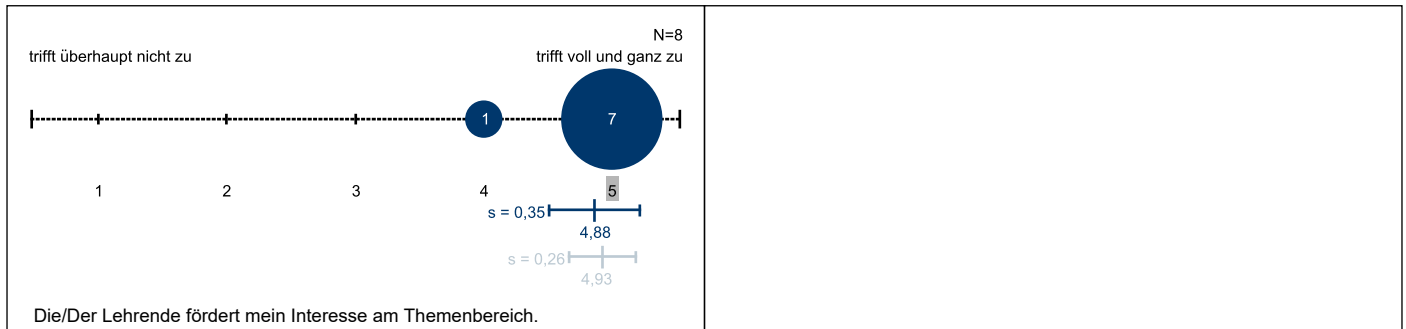 N=8
trifft überhaupt nicht zu trifft voll und ganz zu
1 7
1 2 3 4 5
s = 0,35
4,88
s = 0,26
4,93
Die/Der Lehrende fördert mein Interesse am Themenbereich.